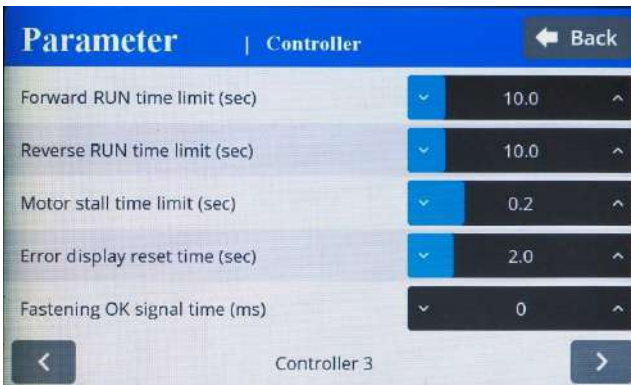 Parameter | Controller Back
Forward RUN time limit (sec) 10.0
Reverse RUN time limit (sec) 10.0
Motor stall time limit (sec) 0.2
Error display reset time (sec) 2.0
Fastening OK signal time (ms) 0
Controller 3